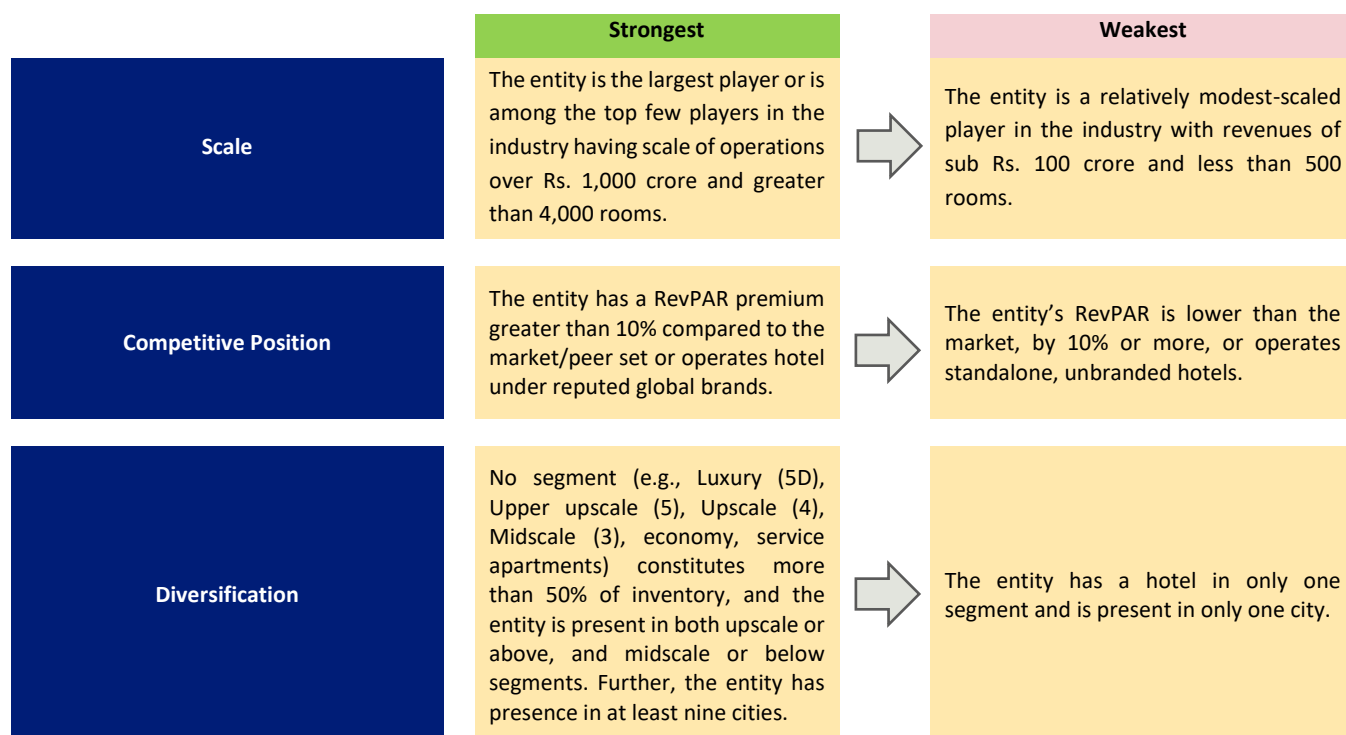 Strongest
Weakest
Scale
The entity is the largest player or is
among the top few players in the
industry having scale of operations
over Rs. 1,000 crore and greater
than 4,000 rooms.
The entity is a relatively modest-scaled
player in the industry with revenues of
sub Rs. 100 crore and less than 500
rooms.
Competitive Position
The entity has a RevPAR premium
greater than 10% compared to the
market/peer set or operates hotel
under reputed global brands.
The entity’s RevPAR is lower than the
market, by 10% or more, or operates
standalone, unbranded hotels.
Diversification
No segment (e.g., Luxury (5D),
Upper upscale (5), Upscale (4),
Midscale (3), economy, service
apartments) constitutes more
than 50% of inventory, and the
entity is present in both upscale or
above, and midscale or below
segments. Further, the entity has
presence in at least nine cities.
The entity has a hotel in only one
segment and is present in only one city.